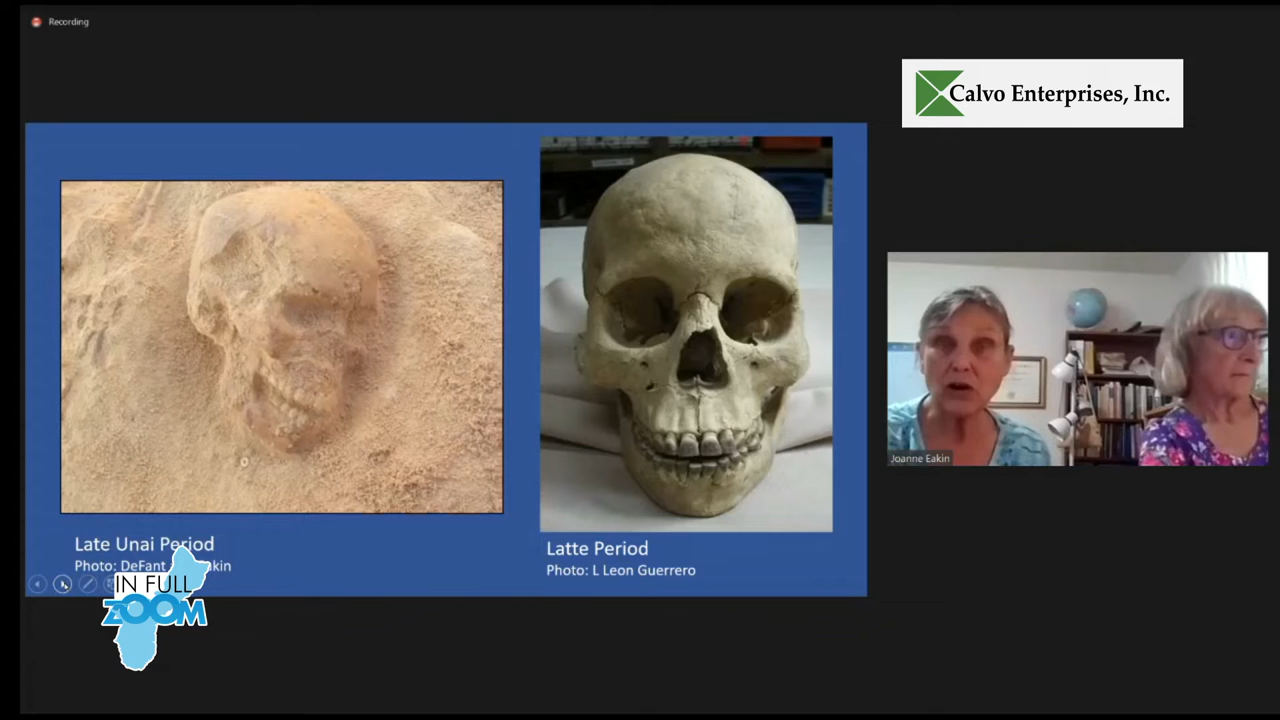 Recording
Calvo Enterprises, Inc.
Joanne Eakin
Late Unai Period
Photo: DeFant
Latte Period
Photo: L Leon Guerrero
IN FULL
ZOOM